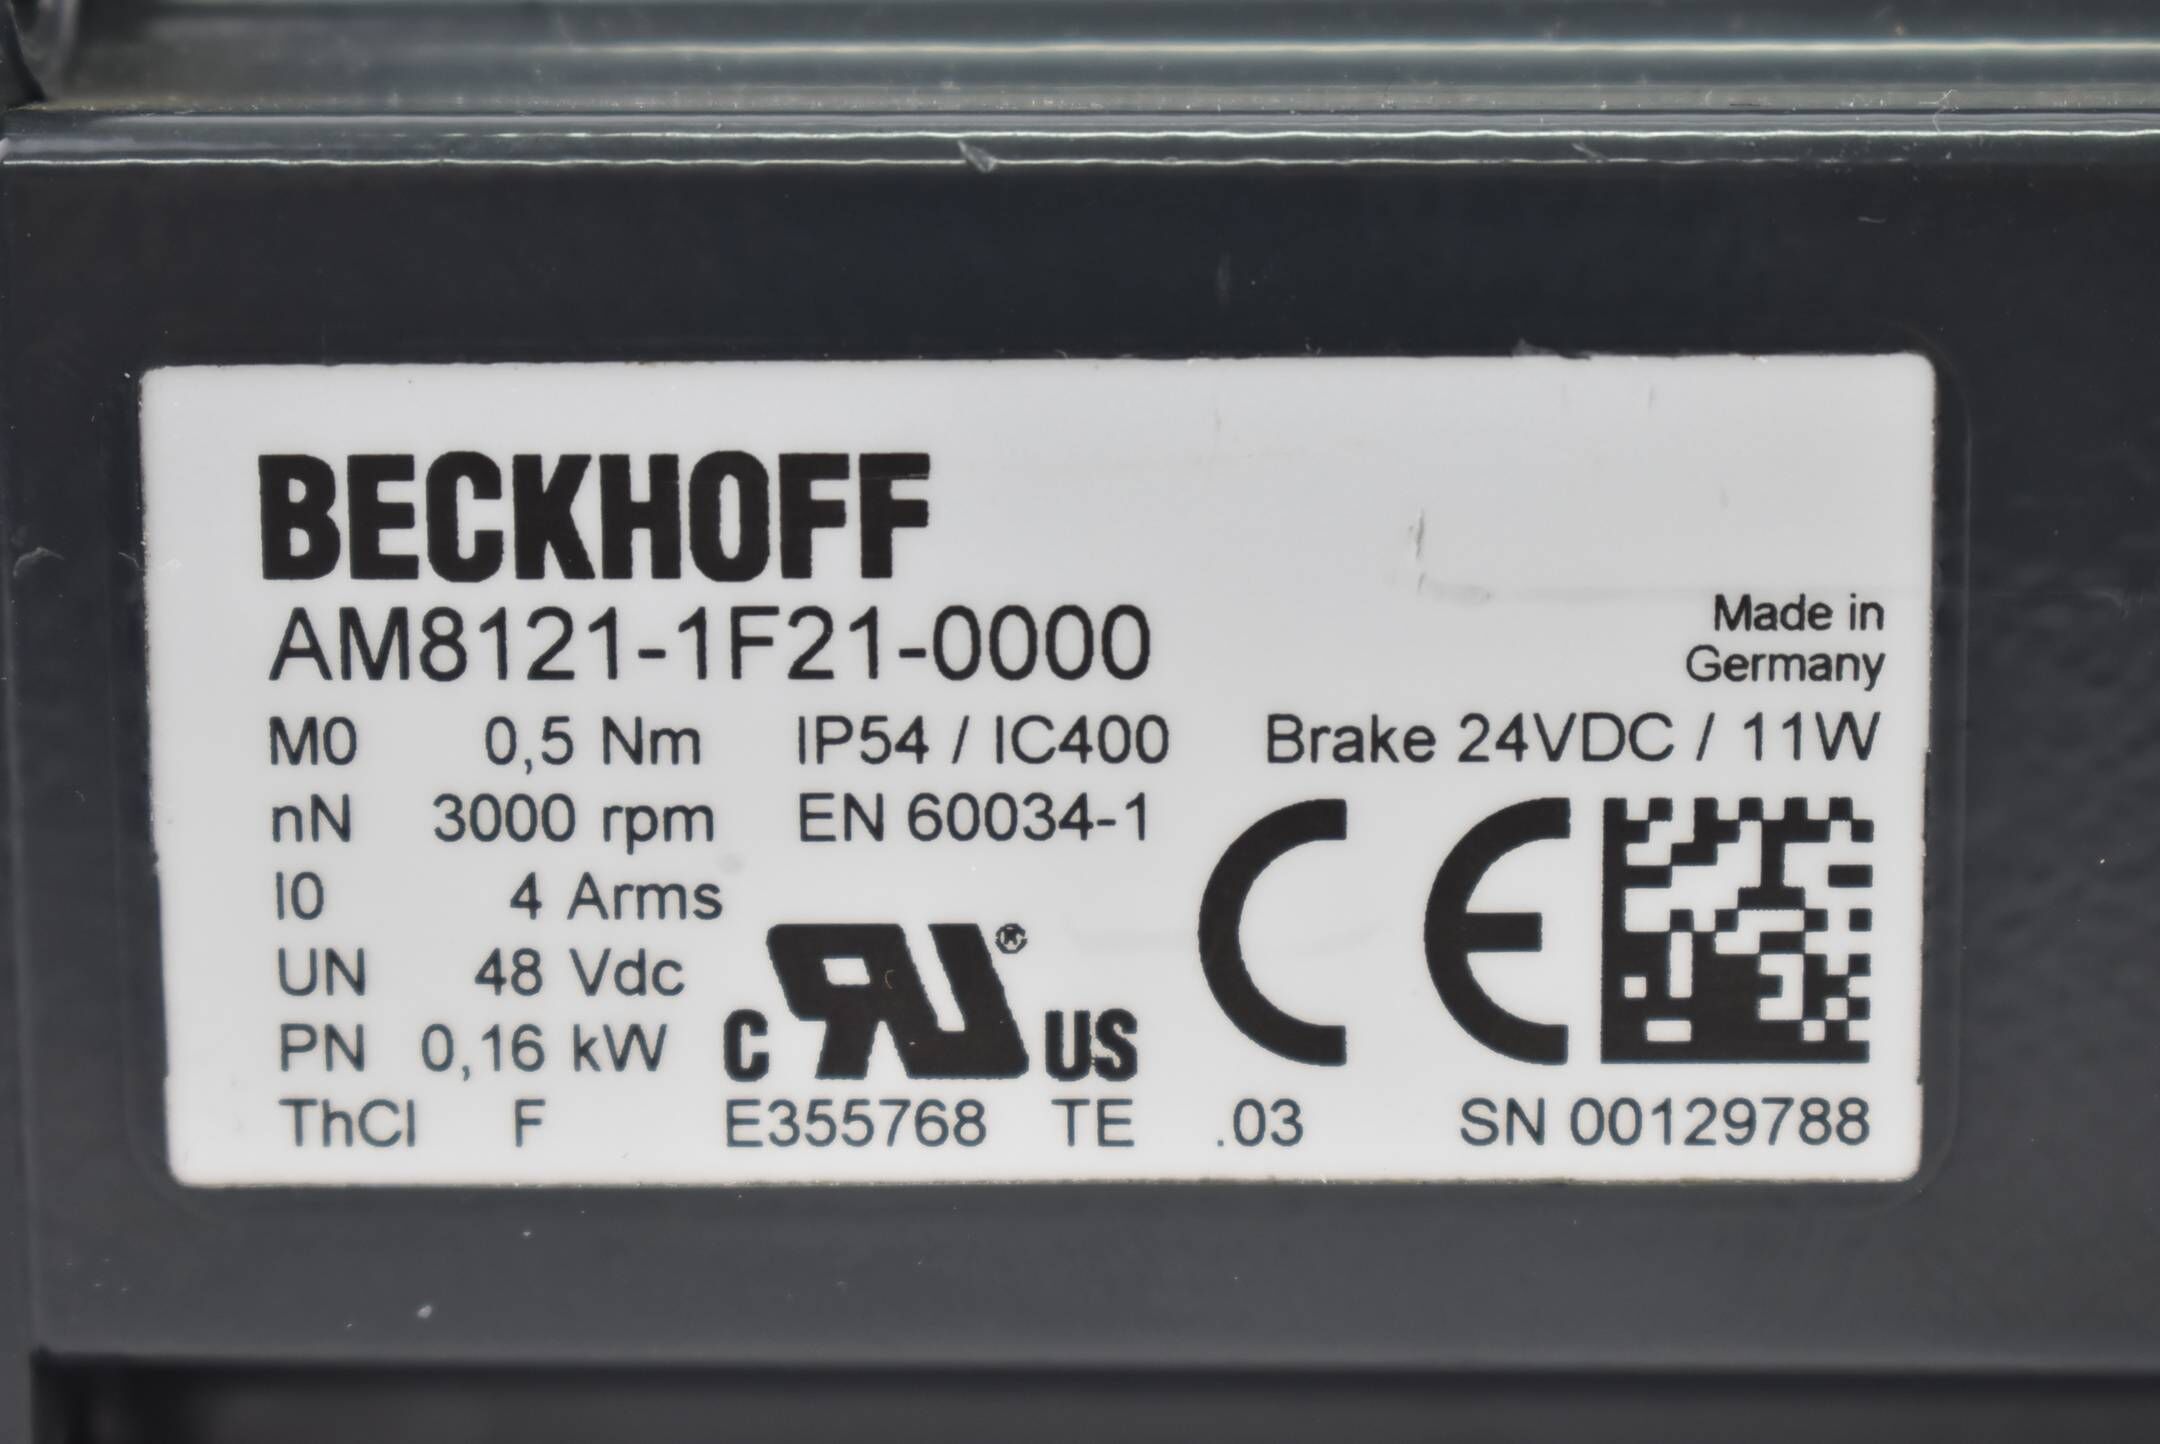 BECKHOFF
AM8121-1F21-0000
Made in
Germany
M0 0,5 Nm IP54 / IC400 Brake 24VDC / 11W
nN 3000 rpm EN 60034-1
I0 4 Arms
UN 48 Vdc
PN 0,16 kW
C RU ® US
CE
ThCl F E355768 TE .03 SN 00129788